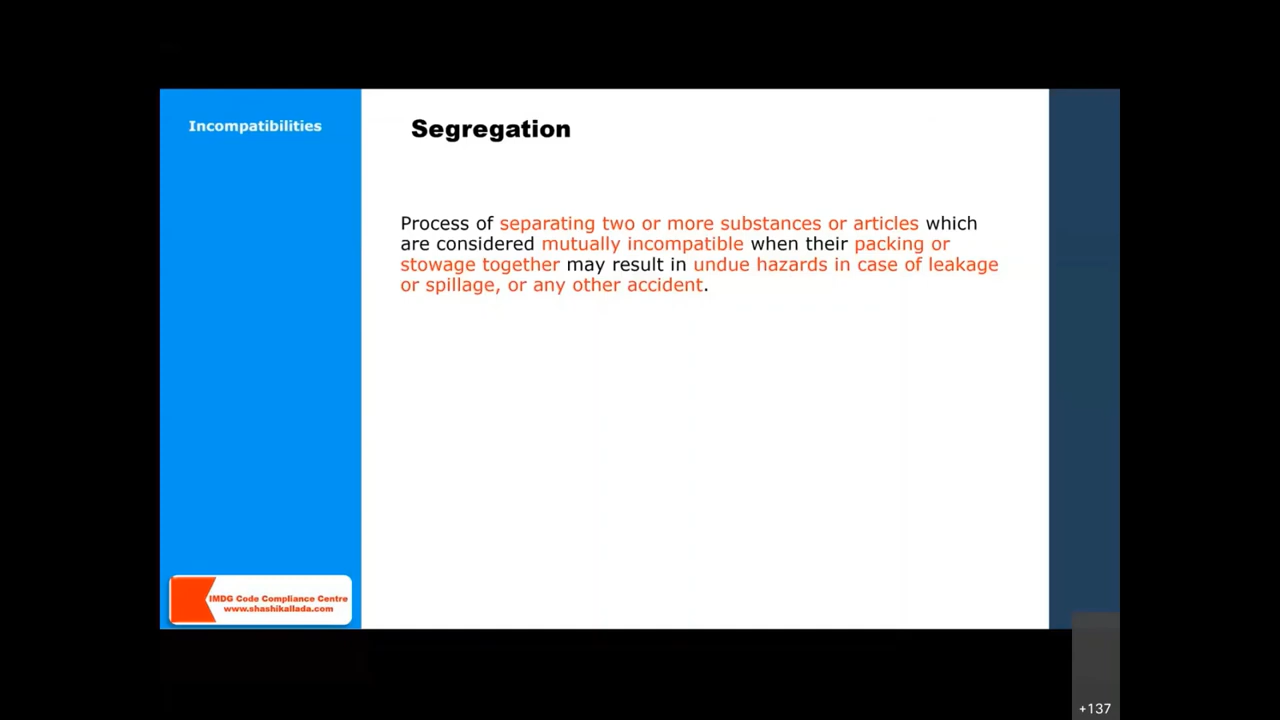 Incompatibilities
Segregation
Process of separating two or more substances or articles which
are considered mutually incompatible when their packing or
stowage together may result in undue hazards in case of leakage
or spillage, or any other accident.
IMDG Code Compliance Centre
www.shashikallada.com
+137